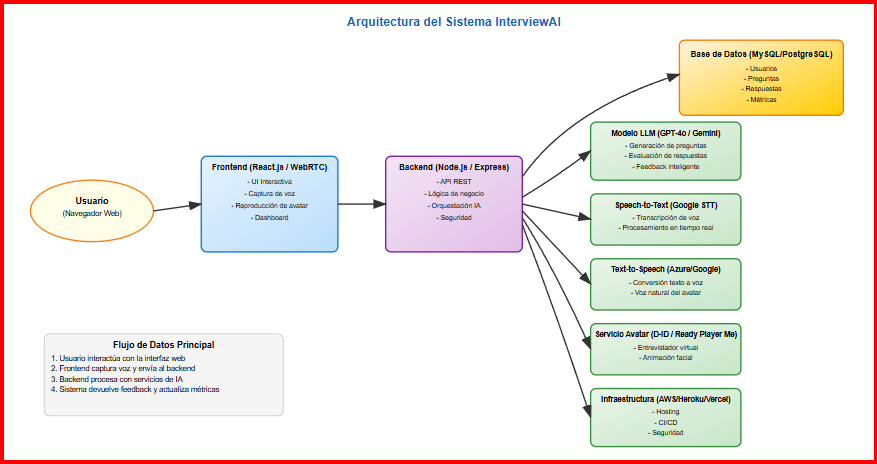 Arquitectura del Sistema InterviewAI
Base de Datos (MySQL/PostgreSQL)
- Usuarios
- Preguntas
- Respuestas
- Métricas
Modelo LLM (GPT-4o / Gemini)
- Generación de preguntas
- Evaluación de respuestas
- Feedback inteligente
Frontend (React.js / WebRTC)
- UI Interactiva
- Captura de voz
- Reproducción de avatar
- Dashboard
Backend (Node.js / Express)
- API REST
- Lógica de negocio
- Orquestación IA
- Seguridad
Usuario
(Navegador Web)
Speech-to-Text (Google STT)
- Transcripción de voz
- Procesamiento en tiempo real
Text-to-Speech (Azure/Google)
- Conversión texto a voz
- Voz natural del avatar
Servicio Avatar (D-ID / Ready Player Me)
- Entrevistador virtual
- Animación facial
Infraestructura (AWS/Heroku/Vercel)
- Hosting
- CI/CD
- Seguridad
Flujo de Datos Principal
1. Usuario interactúa con la interfaz web
2. Frontend captura voz y envía al backend
3. Backend procesa con servicios de IA
4. Sistema devuelve feedback y actualiza métricas